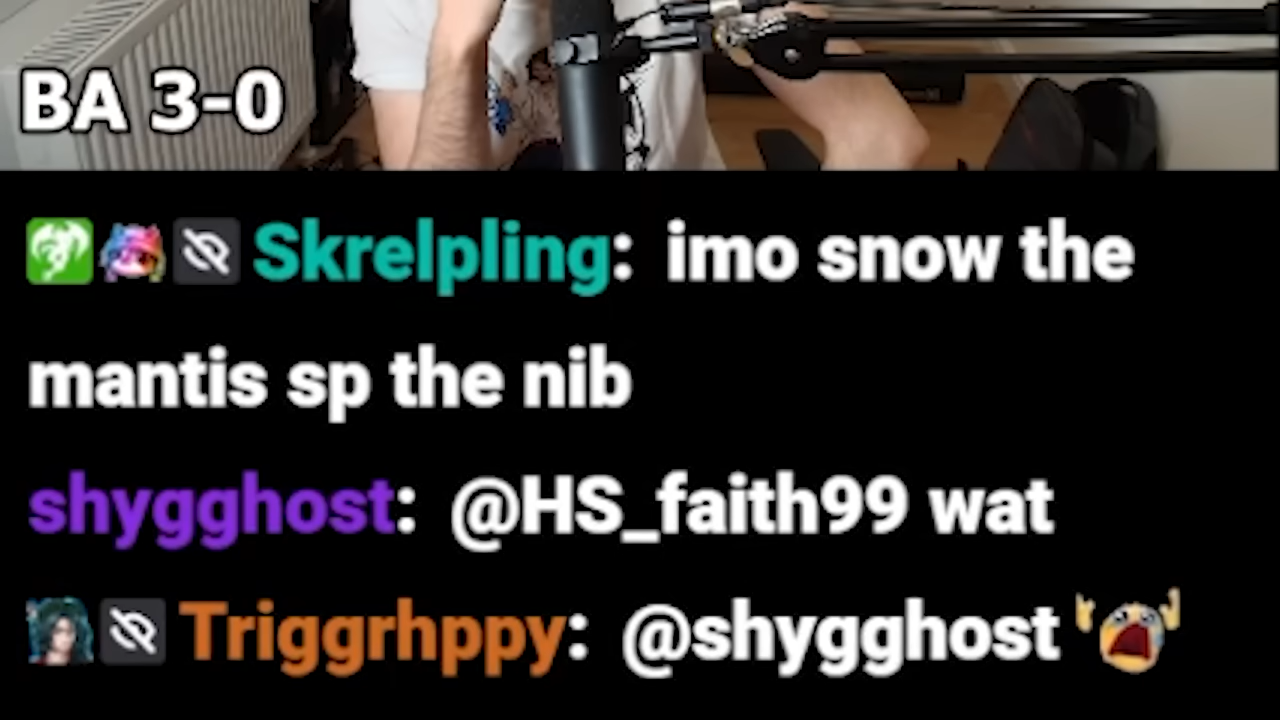 BA 3-0
Skrelpling: imo snow the
mantis sp the nib
shygghost: @HS_faith99 wat
Triggrhppy: @shygghost